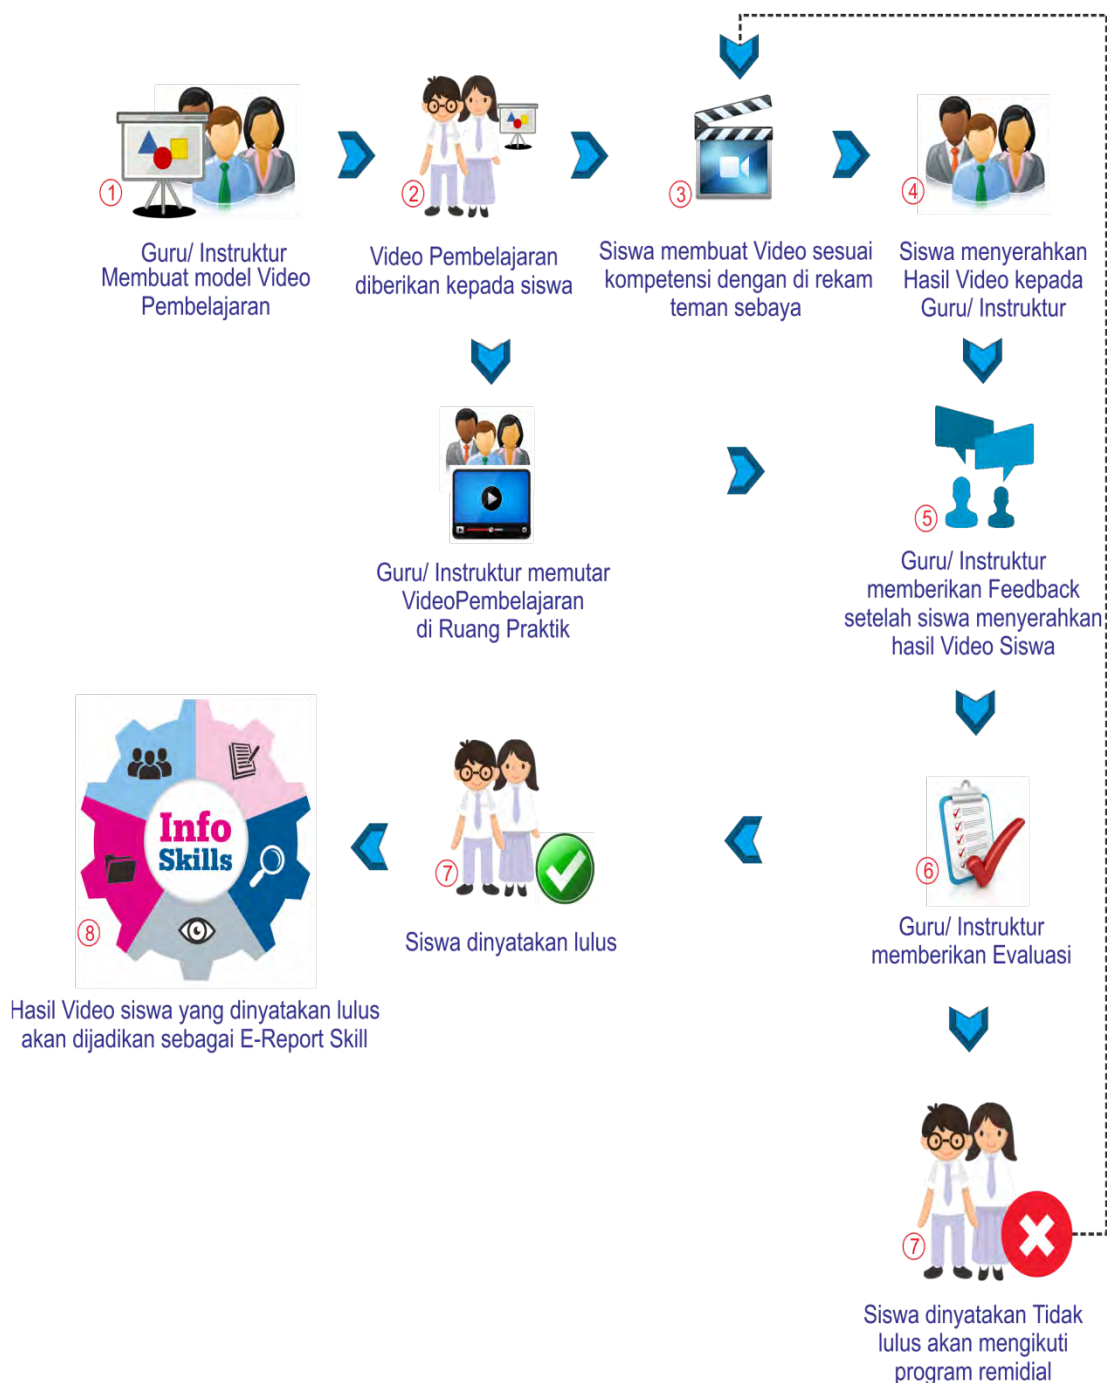 ①
Guru/ Instruktur
Membuat model Video
Pembelajaran
②
Video Pembelajaran
diberikan kepada siswa
③
Siswa membuat Video sesuai
kompetensi dengan di rekam
teman sebaya
④
Siswa menyerahkan
Hasil Video kepada
Guru/ Instruktur
Guru/ Instruktur memutar
VideoPembelajaran
di Ruang Praktik
⑤
Guru/ Instruktur
memberikan Feedback
setelah siswa menyerahkan
hasil Video Siswa
⑥
Guru/ Instruktur
memberikan Evaluasi
⑦
Siswa dinyatakan lulus
Info
Skills
⑧
Hasil Video siswa yang dinyatakan lulus
akan dijadikan sebagai E-Report Skill
⑦
Siswa dinyatakan Tidak
lulus akan mengikuti
program remidial